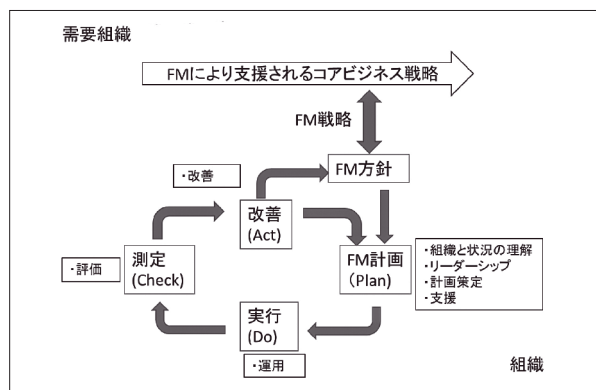 需要組織
FMにより支援されるコアビジネス戦略
FM戦略
FM方針
・改善
改善
(Act)
測定
(Check)
・評価
FM計画
(Plan)
・組織と状況の理解
・リーダーシップ
・計画策定
・支援
実行
(Do)
・運用
組織